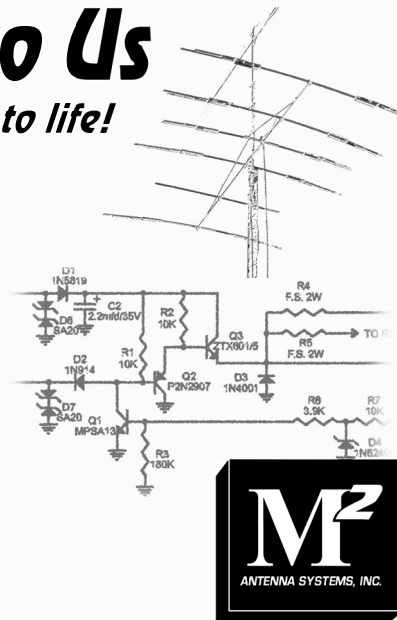 o Us
to life!
D1
1N5819
C2
2.2mfd/35V
D6
SA20
R2
10K
Q3
ZTX601/5
R4
F.S. 2W
TO R
R5
F.S. 2W
R1
10K
D2
1N914
Q2
P2N2907
D3
1N4001
D7
SA20
Q1
MPSA13
R6
3.9K
R7
10K
R3
180K
D4
1N5240
M2
ANTENNA SYSTEMS, INC.